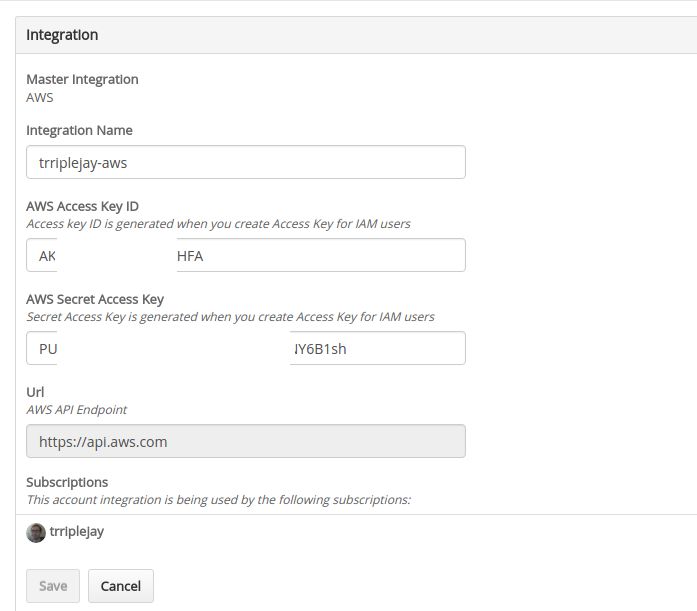 Integration
Master Integration
AWS
Integration Name
trriplejay-aws
AWS Access Key ID
Access key ID is generated when you create Access Key for IAM users
AK HFA
AWS Secret Access Key
Secret Access Key is generated when you create Access Key for IAM users
PU Y6B1sh
Url
AWS API Endpoint
https://api.aws.com
Subscriptions
This account integration is being used by the following subscriptions:
trriplejay
Save Cancel